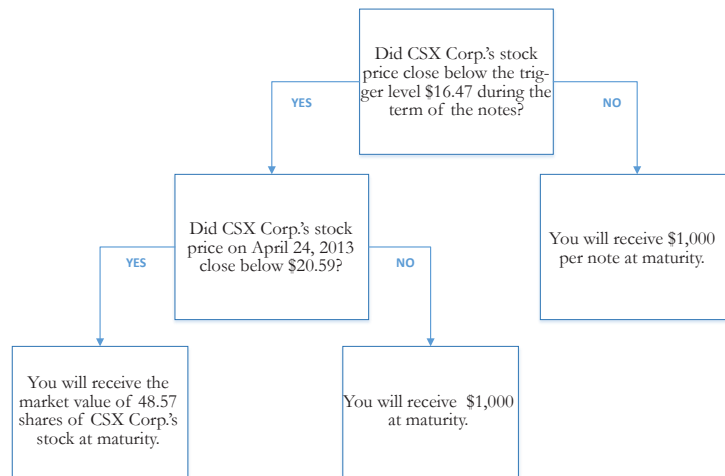 Did CSX Corp.'s stock
price close below the trig-
ger level $16.47 during the
term of the notes?
YES
NO
Did CSX Corp.'s stock
price on April 24, 2013
close below $20.59?
You will receive $1,000
per note at maturity.
YES
NO
You will receive the
market value of 48.57
shares of CSX Corp.'s
stock at maturity.
You will receive $1,000
at maturity.